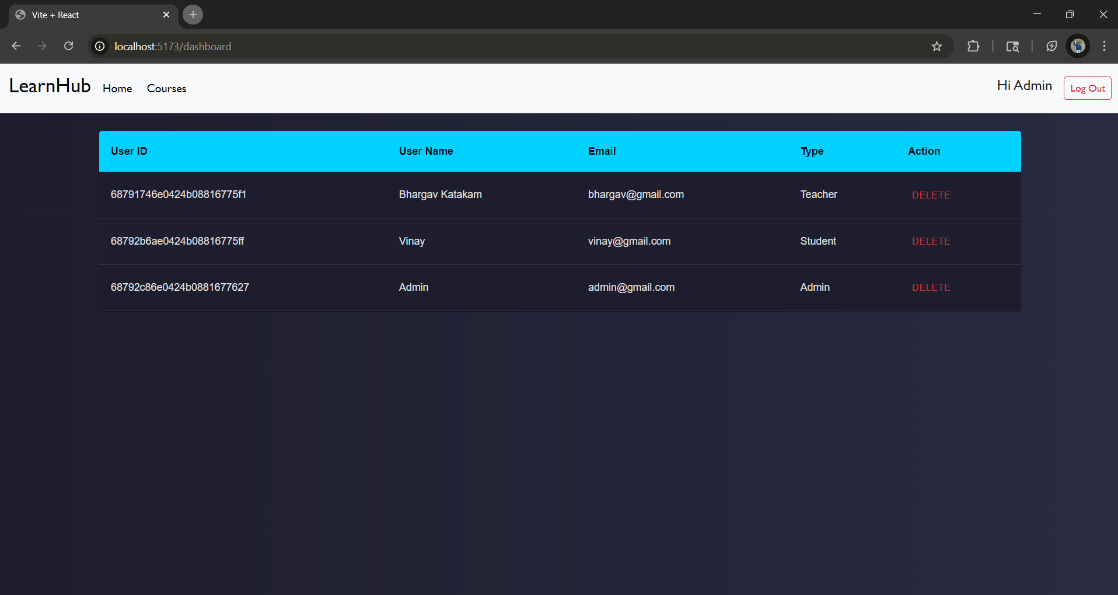 Vite + React
localhost:5173/dashboard
LearnHub Home Courses Hi Admin Log Out
User ID User Name Email Type Action
68791746e0424b08816775f1 Bhargav Katakam bhargav@gmail.com Teacher DELETE
68792b6ae0424b08816775ff Vinay vinay@gmail.com Student DELETE
68792c86e0424b0881677627 Admin admin@gmail.com Admin DELETE